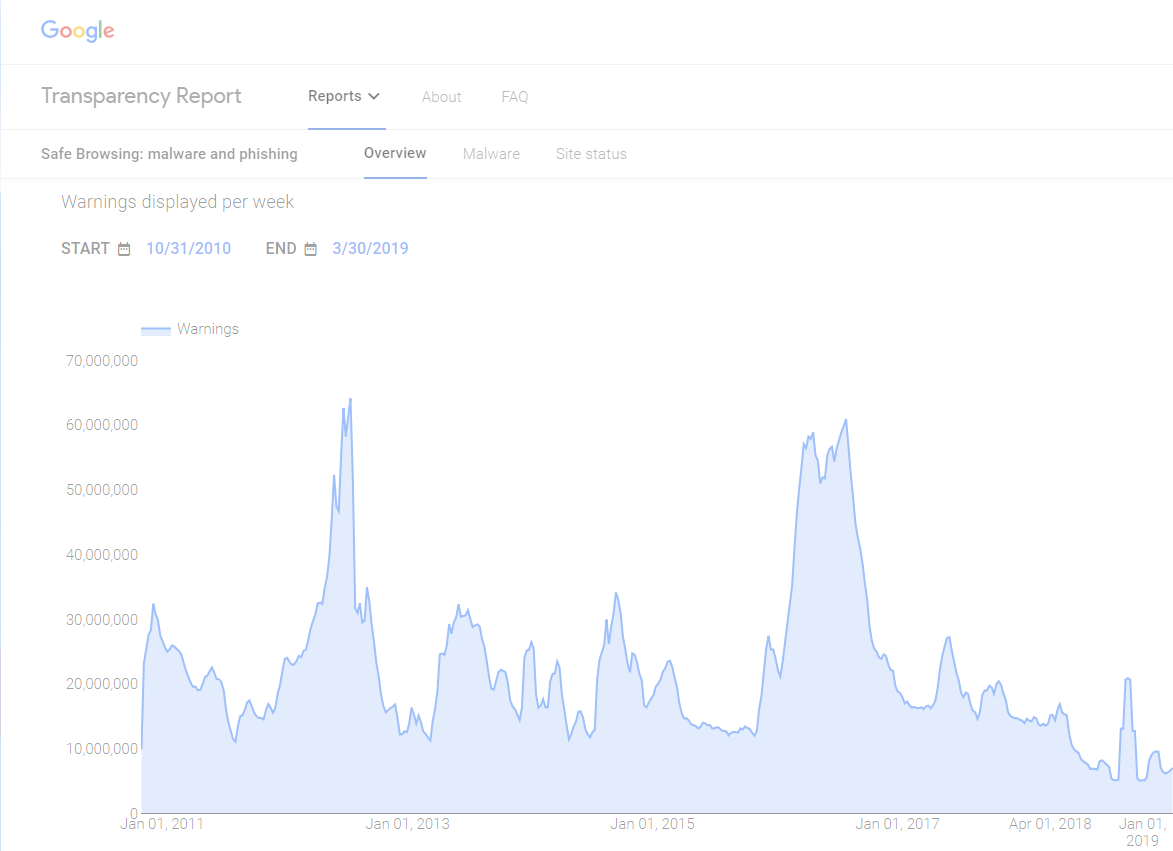 Google
Transparency Report Reports About FAQ
Safe Browsing: malware and phishing Overview Malware Site status
Warnings displayed per week
START 10/31/2010 END 3/30/2019
Warnings
70,000,000
60,000,000
50,000,000
40,000,000
30,000,000
20,000,000
10,000,000
0
Jan 01, 2011 Jan 01, 2013 Jan 01, 2015 Jan 01, 2017 Apr 01, 2018 Jan 01,
2019